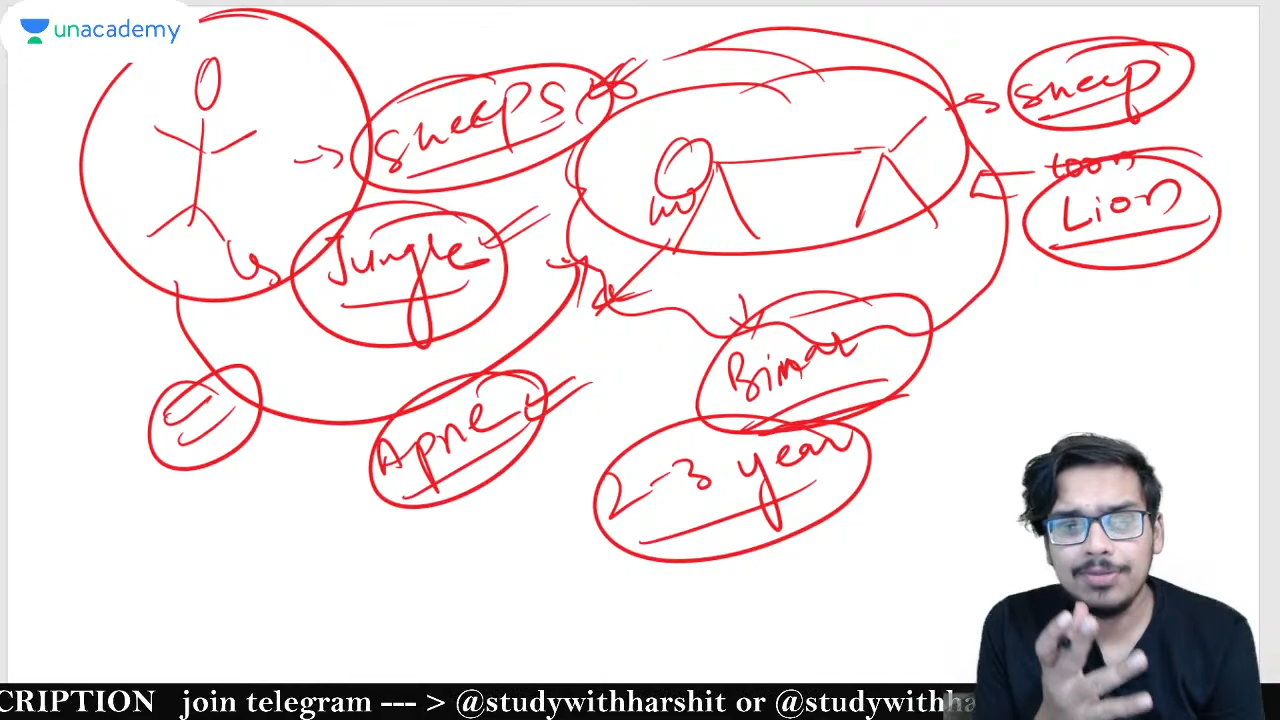 unacademy
sheeps
sheep
Lion
Jungle
Bimar
Apne
2-3 year
CRIPTION join telegram --- > @studywithharshit or @studywithha